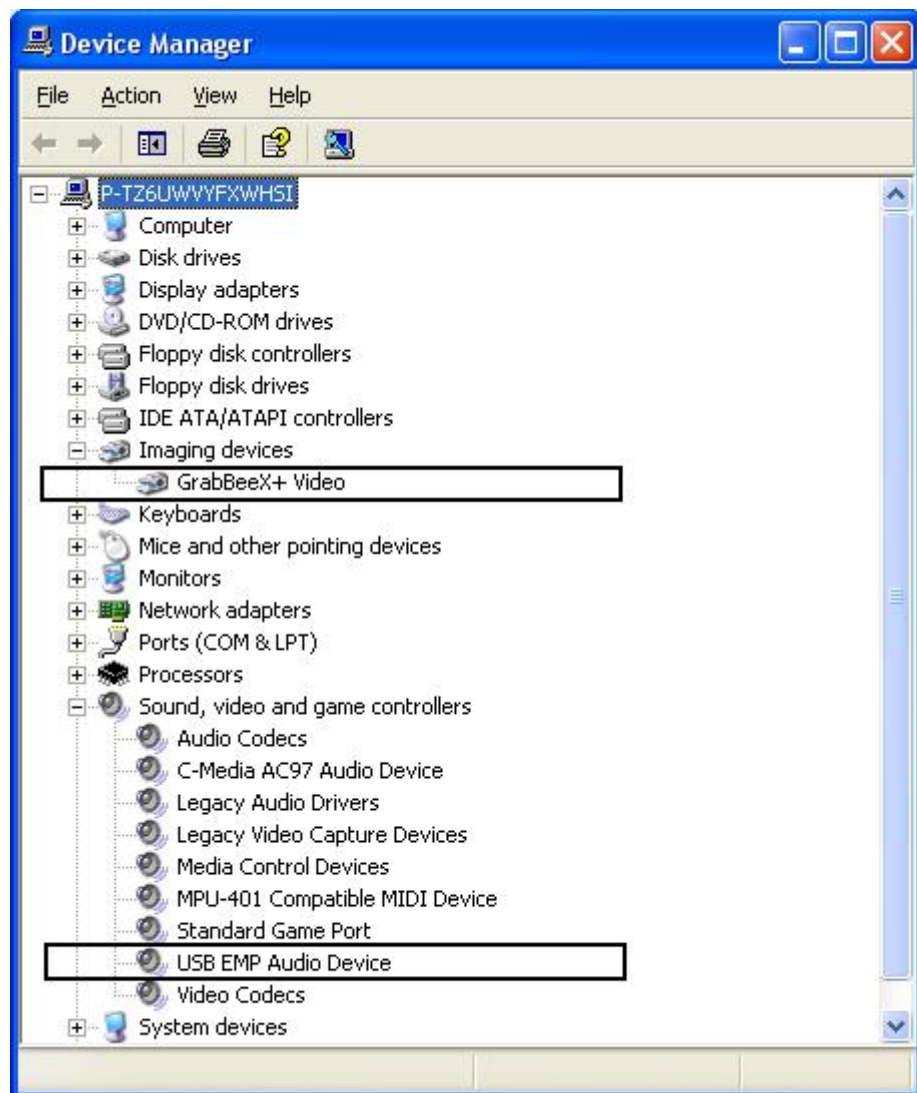 Device Manager
File Action View Help
P-TZ6UWVYFXWHSI
Computer
Disk drives
Display adapters
DVD/CD-ROM drives
Floppy disk controllers
Floppy disk drives
IDE ATA/ATAPI controllers
Imaging devices
GrabBeeX+ Video
Keyboards
Mice and other pointing devices
Monitors
Network adapters
Ports (COM & LPT)
Processors
Sound, video and game controllers
Audio Codecs
C-Media AC97 Audio Device
Legacy Audio Drivers
Legacy Video Capture Devices
Media Control Devices
MPU-401 Compatible MIDI Device
Standard Game Port
USB EMP Audio Device
Video Codecs
System devices